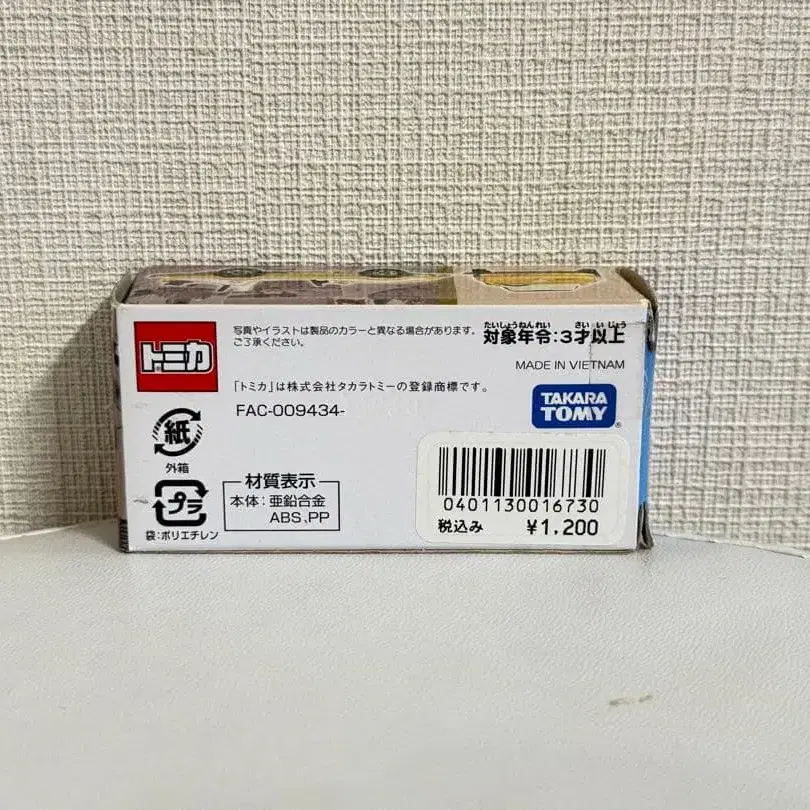 トミカ
写真やイラストは製品のカラーと異なる場合があります。
ご了承ください。
たいしょうねんれい さい いじょう
対象年令:3才以上
MADE IN VIETNAM
「トミカ」は株式会社タカラトミーの登録商標です。
TAKARA
TOMY
FAC-009434-
紙
外箱
プラ
袋:ポリエチレン
材質表示
本体:亜鉛合金
ABS、PP
0401130016730
税込み ¥1,200